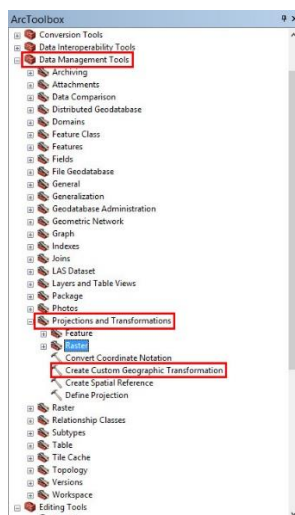 ArcToolbox
Conversion Tools
Data Interoperability Tools
Data Management Tools
Archiving
Attachments
Data Comparison
Distributed Geodatabase
Domains
Feature Class
Features
Fields
File Geodatabase
General
Generalization
Geodatabase Administration
Geometric Network
Graph
Indexes
Joins
LAS Dataset
Layers and Table Views
Package
Photos
Projections and Transformations
Feature
Raster
Convert Coordinate Notation
Create Custom Geographic Transformation
Create Spatial Reference
Define Projection
Raster
Relationship Classes
Subtypes
Table
Tile Cache
Topology
Versions
Workspace
Editing Tools